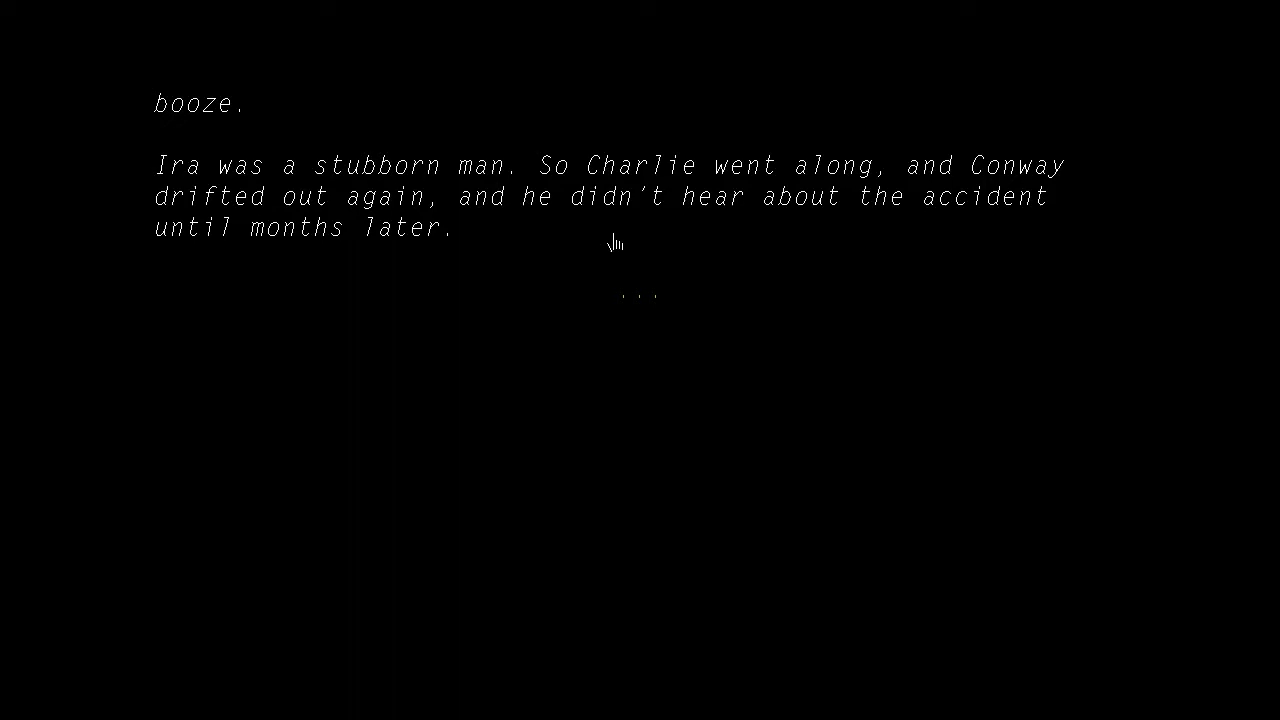 booze.
Ira was a stubborn man. So Charlie went along, and Conway
drifted out again, and he didn't hear about the accident
until months later.
...